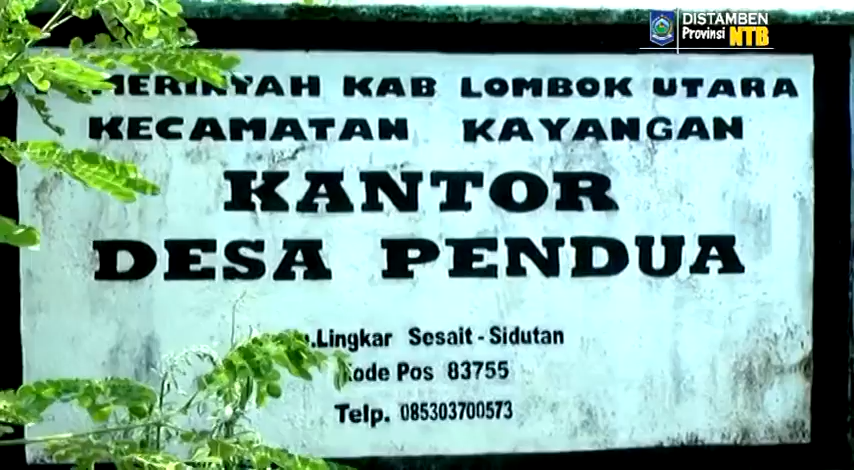 DISTAMBEN
Provinsi NTB
KAB LOMBOK UTARA
KECAMATAN KAYANGAN
KANTOR
DESA PENDUA
Lingkar Sesait - Sidutan
Kode Pos 83755
Telp. 085303700573